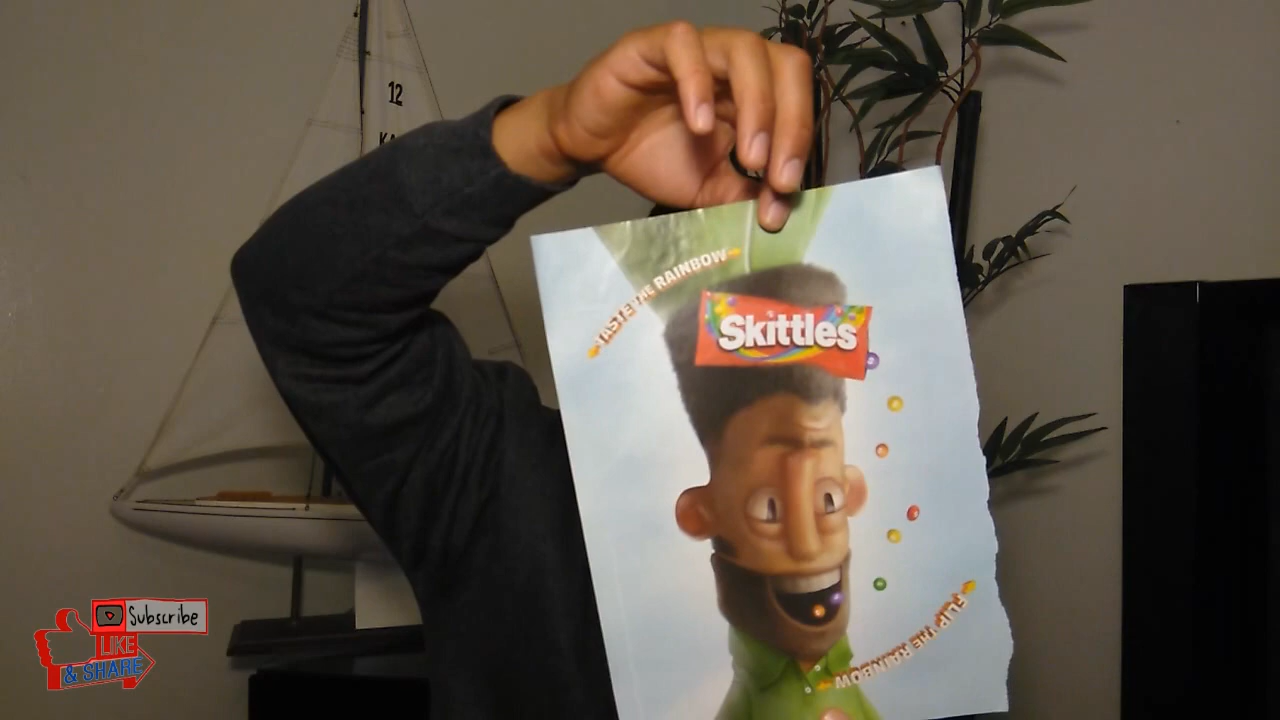 12
TASTE THE RAINBOW
Skittles
FLIP THE RAINBOW
Subscribe
LIKE
& SHARE